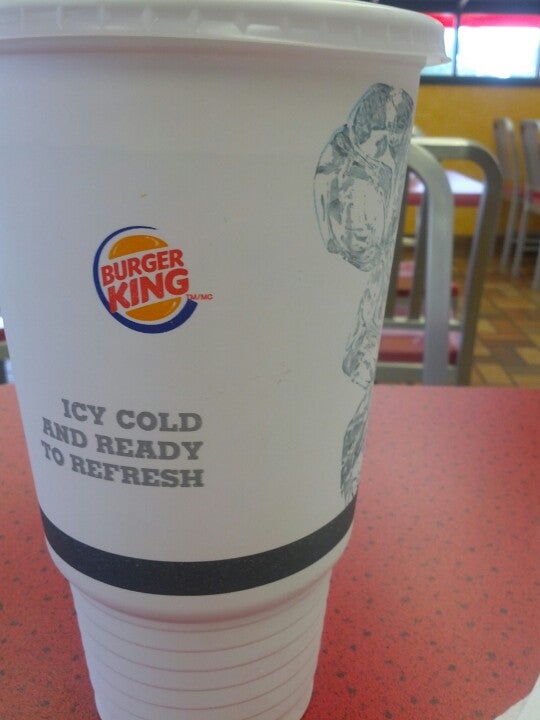 BURGER
KING
TM/MC
ICY COLD
AND READY
TO REFRESH